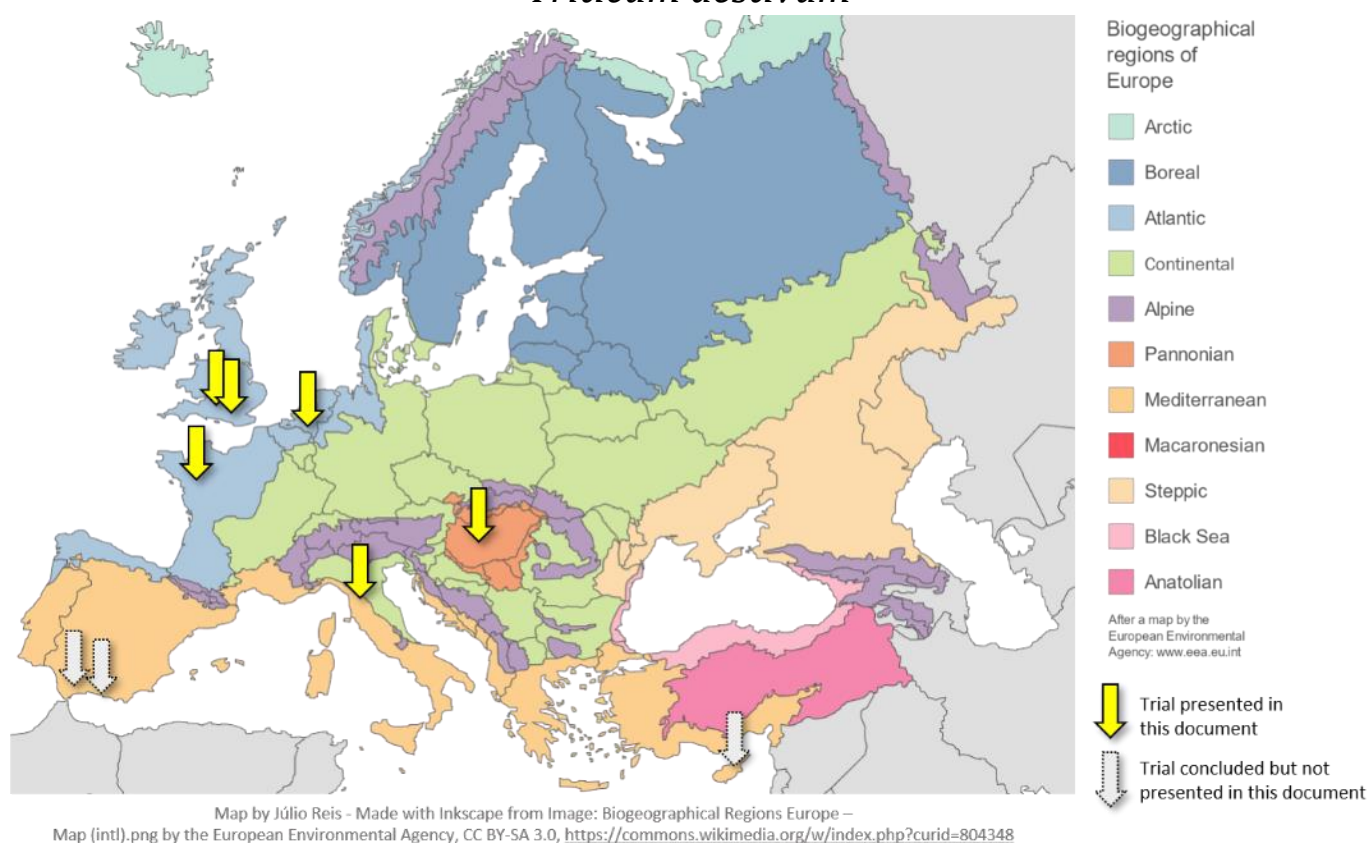 Biogeographical
regions of
Europe
Arctic
Boreal
Atlantic
Continental
Alpine
Pannonian
Mediterranean
Macaronesian
Steppic
Black Sea
Anatolian
After a map by the
European Environmental
Agency: www.eea.eu.int
Trial presented in
this document
Trial concluded but not
presented in this document
Map by Júlio Reis - Made with Inkscape from Image: Biogeographical Regions Europe –
Map (intl).png by the European Environmental Agency, CC BY-SA 3.0, https://commons.wikimedia.org/w/index.php?curid=804348